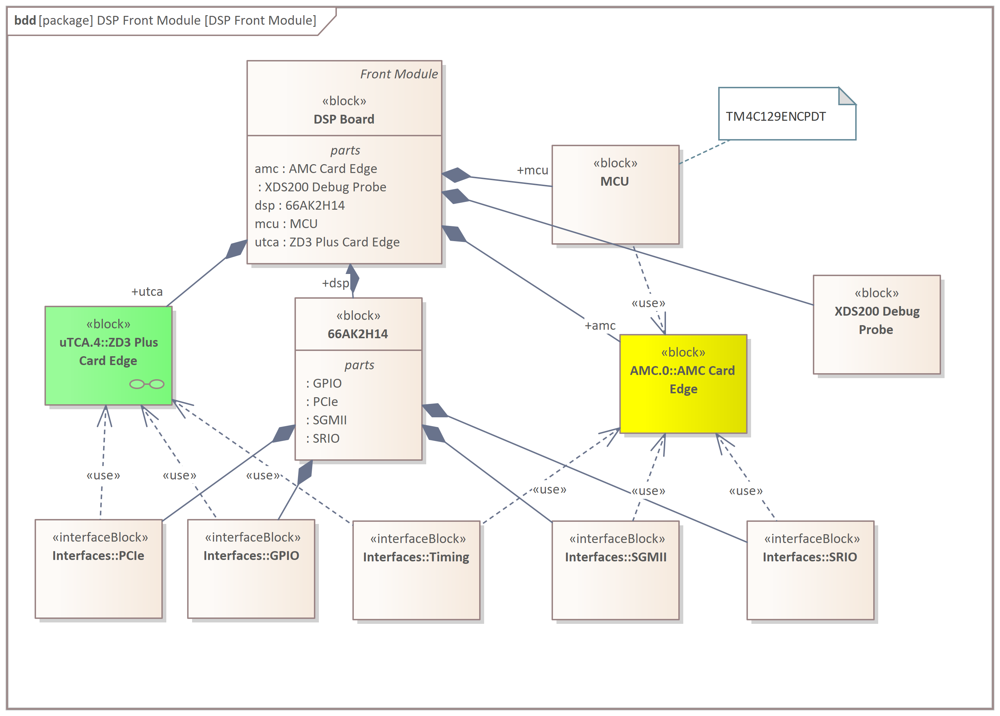 bdd [package] DSP Front Module [DSP Front Module]
Front Module
«block»
DSP Board
parts
amc : AMC Card Edge
: XDS200 Debug Probe
dsp : 66AK2H14
mcu : MCU
utca : ZD3 Plus Card Edge
TM4C129ENCPDT
+mcu
«block»
MCU
+utca
+dsp
«use»
+amc
«block»
XDS200 Debug
Probe
«block»
uTCA.4::ZD3 Plus
Card Edge
«block»
66AK2H14
parts
: GPIO
: PCIe
: SGMII
: SRIO
«block»
AMC.0::AMC Card
Edge
«use»
«use»
«use»
«use»
«use»
«use»
«interfaceBlock»
Interfaces::PCIe
«interfaceBlock»
Interfaces::GPIO
«interfaceBlock»
Interfaces::Timing
«interfaceBlock»
Interfaces::SGMII
«interfaceBlock»
Interfaces::SRIO